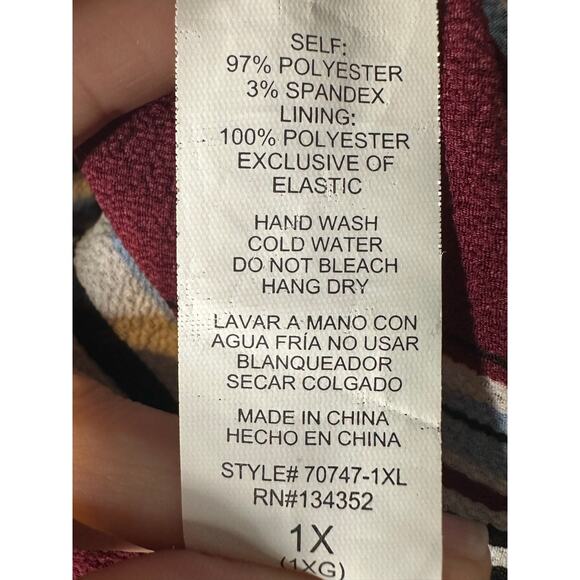 SELF:
97% POLYESTER
3% SPANDEX
LINING:
100% POLYESTER
EXCLUSIVE OF
ELASTIC
HAND WASH
COLD WATER
DO NOT BLEACH
HANG DRY
LAVAR A MANO CON
AGUA FRÍA NO USAR
BLANQUEADOR
SECAR COLGADO
MADE IN CHINA
HECHO EN CHINA
STYLE# 70747-1XL
RN#134352
1X
(1XG)